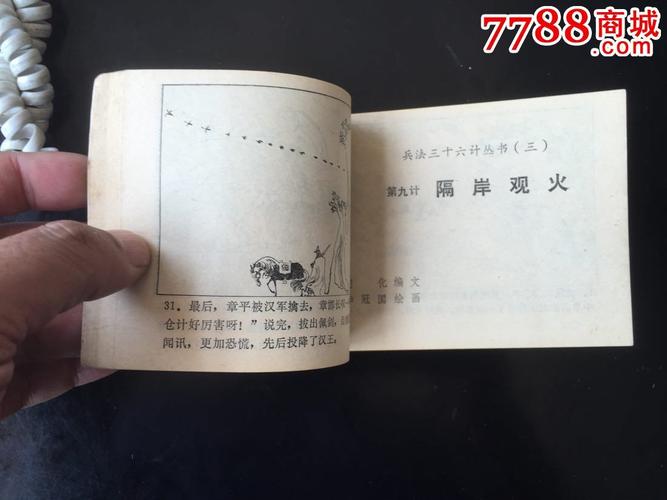 7788商城
.com
31. 最后，章平被汉军擒去，章邯长
仓计好厉害呀！”说完，拔出佩剑，
闻讯，更加恐慌，先后投降了汉王。
兵法三十六计丛书（三）
第九计 隔岸观火
化编文
冠国绘画